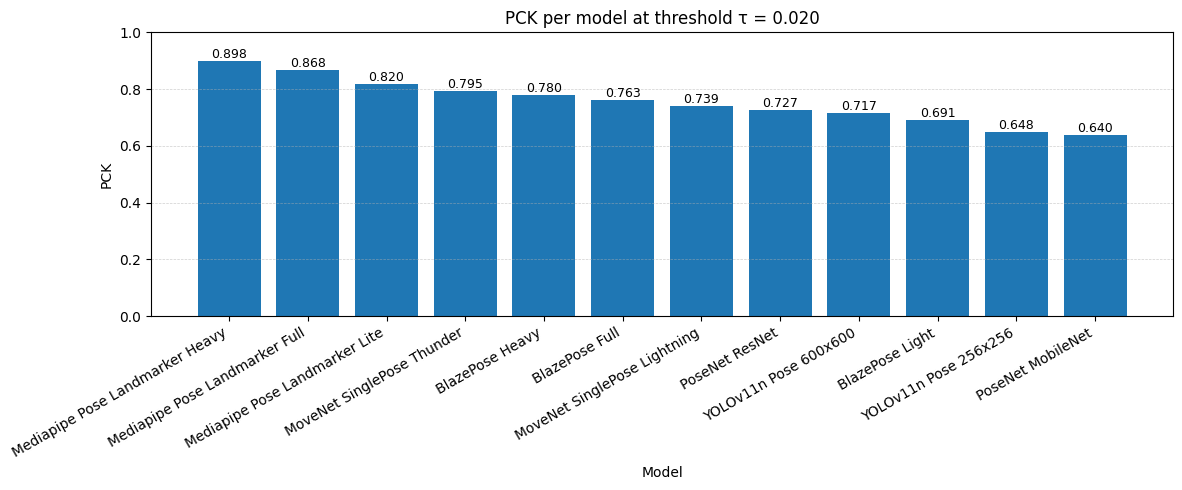 PCK per model at threshold τ = 0.020
PCK
1.0
0.8
0.6
0.4
0.2
0.0
0.898
0.868
0.820
0.795
0.780
0.763
0.739
0.727
0.717
0.691
0.648
0.640
Mediapipe Pose Landmarker Heavy
Mediapipe Pose Landmarker Full
Mediapipe Pose Landmarker Lite
MoveNet SinglePose Thunder
BlazePose Heavy
BlazePose Full
MoveNet SinglePose Lightning
PoseNet ResNet
YOLOv11n Pose 600x600
BlazePose Light
YOLOv11n Pose 256x256
PoseNet MobileNet
Model